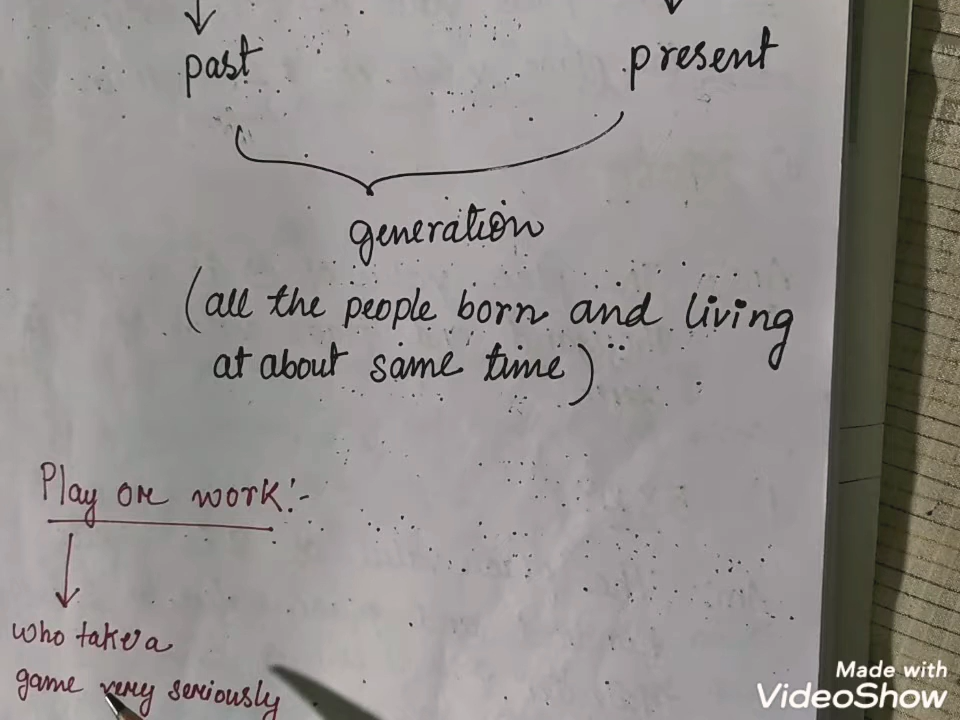 past
present
generation
(all the people born and living
at about same time)
Play or work:-
who take a
game very seriously
Made with
VideoShow